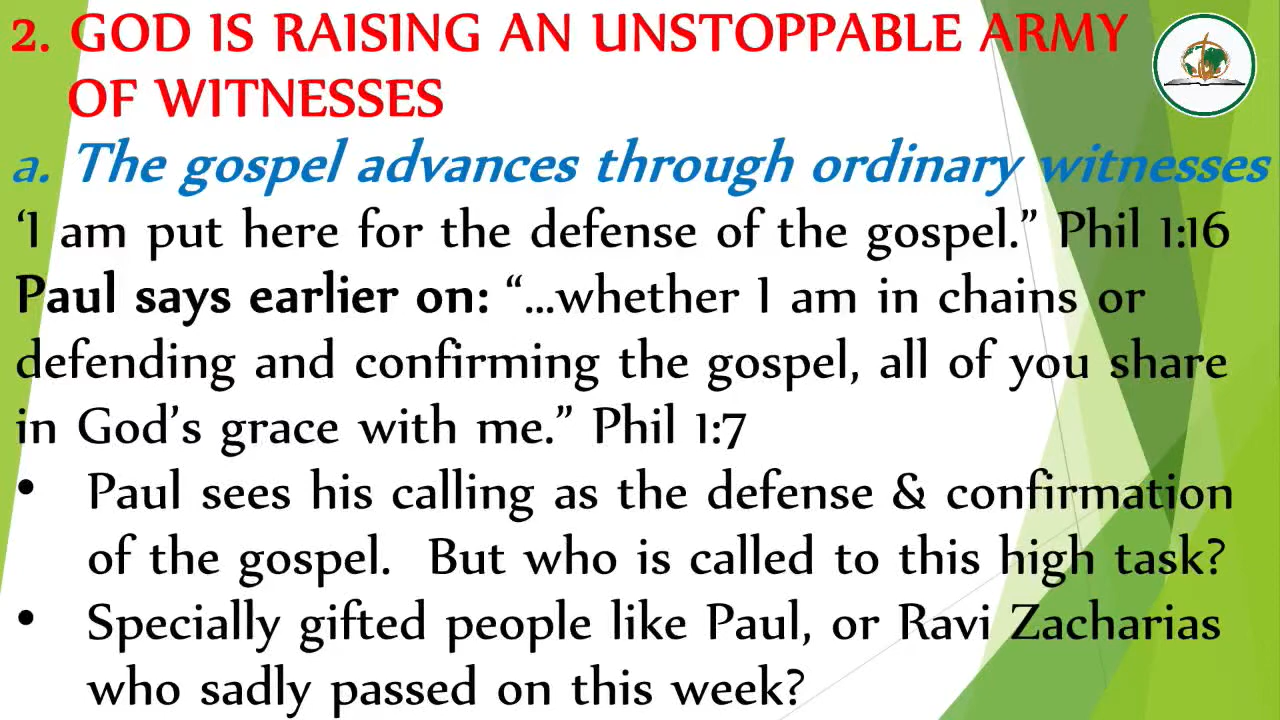 2. GOD IS RAISING AN UNSTOPPABLE ARMY
OF WITNESSES
a. The gospel advances through ordinary witnesses
‘I am put here for the defense of the gospel.” Phil 1:16
Paul says earlier on: “...whether I am in chains or
defending and confirming the gospel, all of you share
in God’s grace with me.” Phil 1:7
• Paul sees his calling as the defense & confirmation
of the gospel. But who is called to this high task?
• Specially gifted people like Paul, or Ravi Zacharias
who sadly passed on this week?